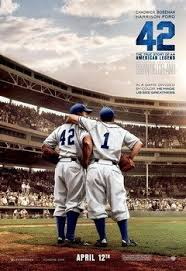 CHADWICK BOSEMAN
HARRISON FORD
42
THE TRUE STORY OF AN
AMERICAN LEGEND
IN A GAME DIVIDED
BY COLOR, HE MADE
US SEE GREATNESS
42
1
APRIL 12TH